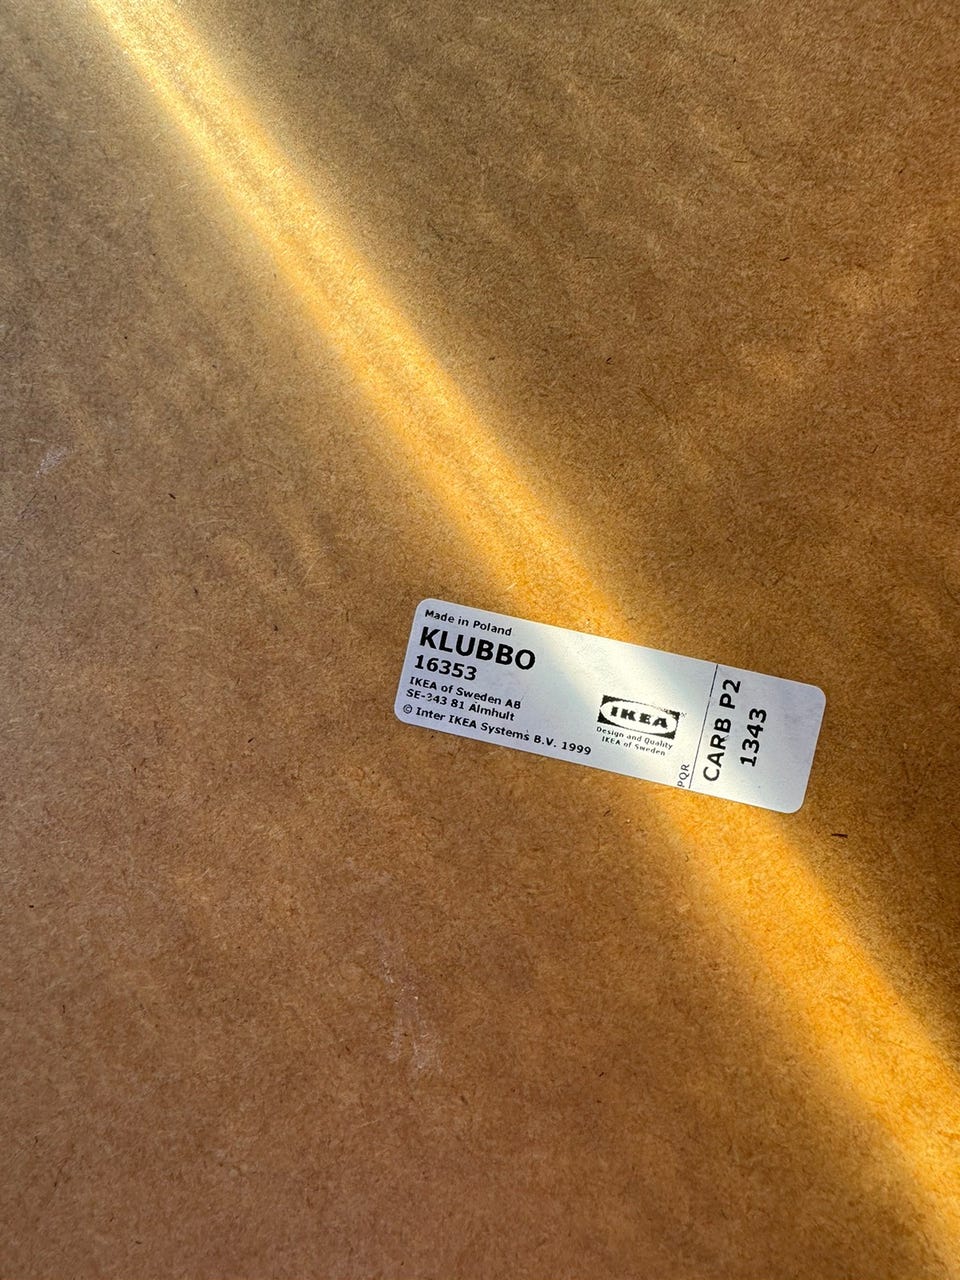 Made in Poland
KLUBBO
16353
IKEA of Sweden AB
SE-343 81 Älmhult
© Inter IKEA Systems B.V. 1999
IKEA
Design and Quality
IKEA of Sweden
PQR
CARB P2
1343